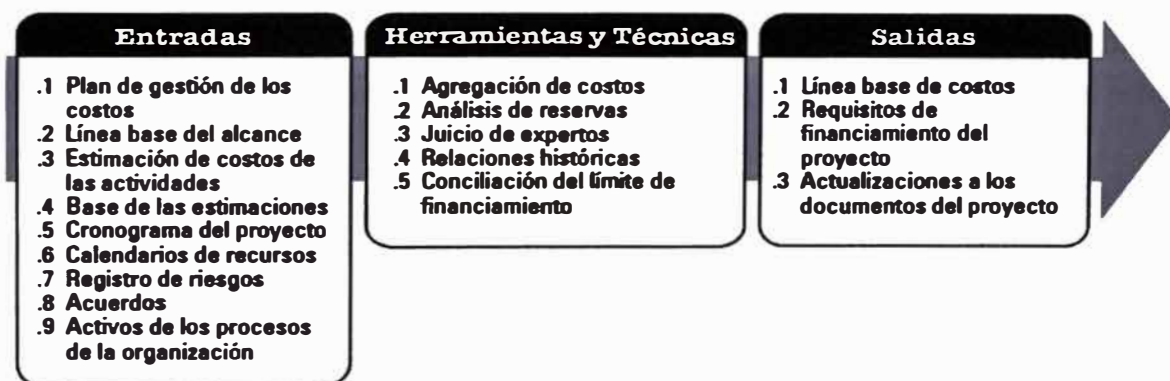 Entradas
.1 Plan de gestión de los
costos
.2 Línea base del alcance
.3 Estimación de costos de
las actividades
.4 Base de las estimaciones
.5 Cronograma del proyecto
.6 Calendarios de recursos
.7 Registro de riesgos
.8 Acuerdos
.9 Activos de los procesos
de la organización
Herramientas y Técnicas
.1 Agregación de costos
.2 Análisis de reservas
.3 Juicio de expertos
.4 Relaciones históricas
.5 Conciliación del límite de
financiamiento
Salidas
.1 Línea base de costos
.2 Requisitos de
financiamiento del
proyecto
.3 Actualizaciones a los
documentos del proyecto